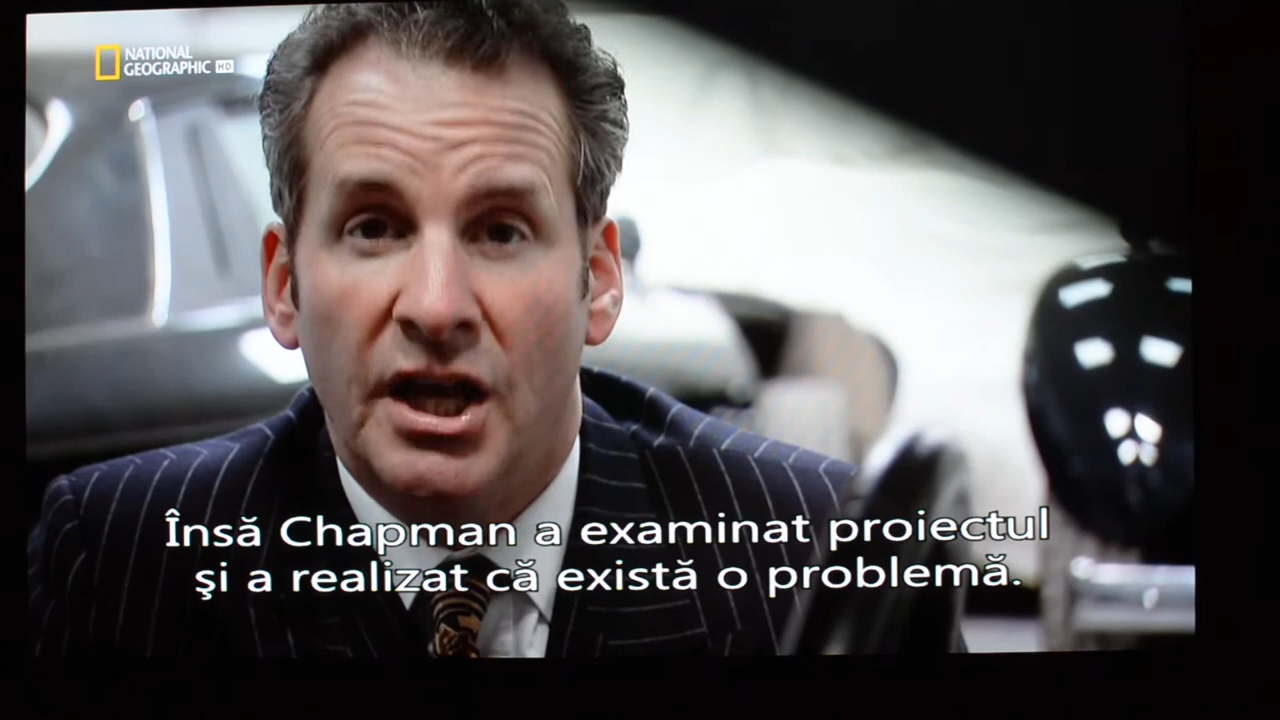 NATIONAL
GEOGRAPHIC HD
Însă Chapman a examinat proiectul
şi a realizat că există o problemă.